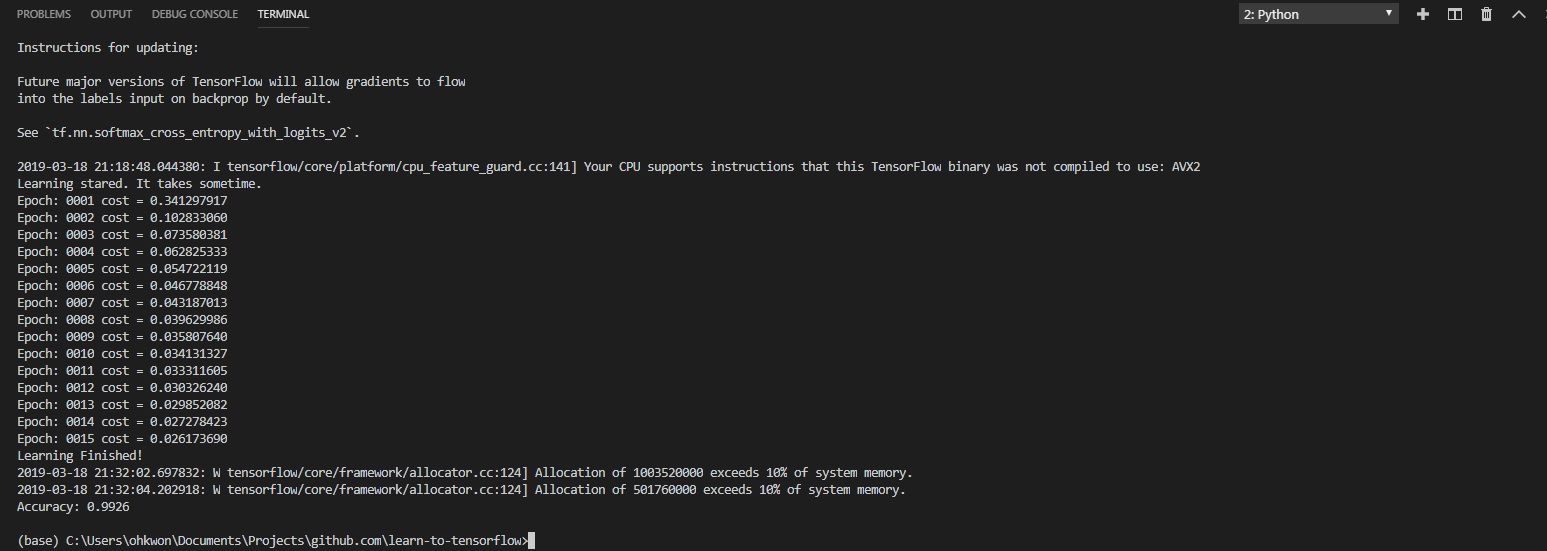 PROBLEMS OUTPUT DEBUG CONSOLE TERMINAL 2: Python
Instructions for updating:
Future major versions of TensorFlow will allow gradients to flow
into the labels input on backprop by default.
See `tf.nn.softmax_cross_entropy_with_logits_v2`.
2019-03-18 21:18:48.044380: I tensorflow/core/platform/cpu_feature_guard.cc:141] Your CPU supports instructions that this TensorFlow binary was not compiled to use: AVX2
Learning stared. It takes sometime.
Epoch: 0001 cost = 0.341297917
Epoch: 0002 cost = 0.102833060
Epoch: 0003 cost = 0.073580381
Epoch: 0004 cost = 0.062825333
Epoch: 0005 cost = 0.054722119
Epoch: 0006 cost = 0.046778848
Epoch: 0007 cost = 0.043187013
Epoch: 0008 cost = 0.039629986
Epoch: 0009 cost = 0.035807640
Epoch: 0010 cost = 0.034131327
Epoch: 0011 cost = 0.033311605
Epoch: 0012 cost = 0.030326240
Epoch: 0013 cost = 0.029852082
Epoch: 0014 cost = 0.027278423
Epoch: 0015 cost = 0.026173690
Learning Finished!
2019-03-18 21:32:02.697832: W tensorflow/core/framework/allocator.cc:124] Allocation of 1003520000 exceeds 10% of system memory.
2019-03-18 21:32:04.202918: W tensorflow/core/framework/allocator.cc:124] Allocation of 501760000 exceeds 10% of system memory.
Accuracy: 0.9926
(base) C:\Users\ohkwon\Documents\Projects\github.com\learn-to-tensorflow>